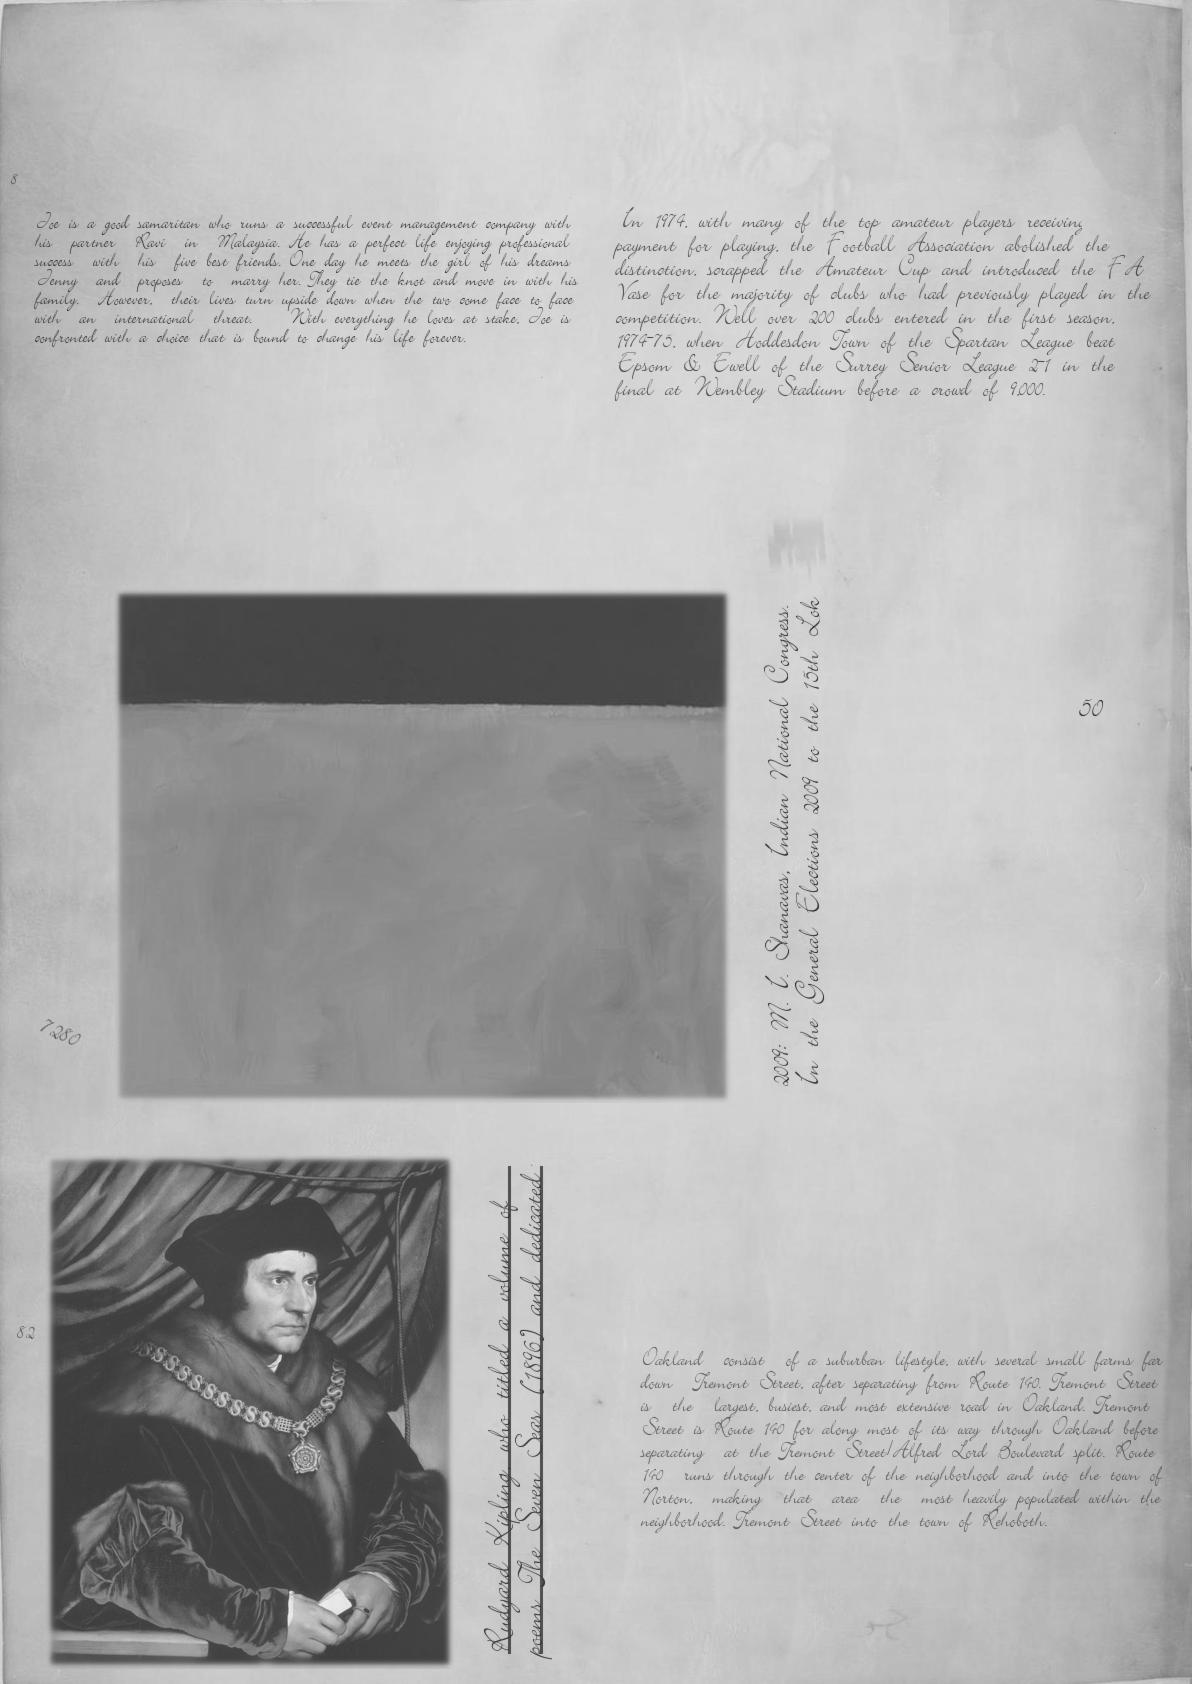 8
Joe is a good samaritan who runs a successful event management company with
his partner Ravi in Malaysia. He has a perfect life enjoying professional
success with his five best friends. One day he meets the girl of his dreams
Jenny and proposes to marry her. They tie the knot and move in with his
family. However, their lives turn upside down when the two come face to face
with an international threat. With everything he loves at stake, Joe is
confronted with a choice that is bound to change his life forever.
In 1974, with many of the top amateur players receiving
payment for playing, the Football Association abolished the
distinction, scrapped the Amateur Cup and introduced the FA
Vase for the majority of clubs who had previously played in the
competition. Well over 200 clubs entered in the first season,
1974-75, when Hoddesdon Town of the Spartan League beat
Epsom & Ewell of the Surrey Senior League 2-1 in the
final at Wembley Stadium before a crowd of 9,000.
2009: M. I. Shanavas, Indian National Congress.
In the General Elections 2009 to the 15th Lok
50
7280
82
Rudyard Kipling who titled a volume of
poems The Seven Seas (1896) and dedicated:
Oakland consist of a suburban lifestyle, with several small farms far
down Tremont Street, after separating from Route 140. Tremont Street
is the largest, busiest, and most extensive road in Oakland. Tremont
Street is Route 140 for along most of its way through Oakland before
separating at the Tremont Street/Alfred Lord Boulevard split. Route
140 runs through the center of the neighborhood and into the town of
Norton, making that area the most heavily populated within the
neighborhood. Tremont Street into the town of Rehoboth.